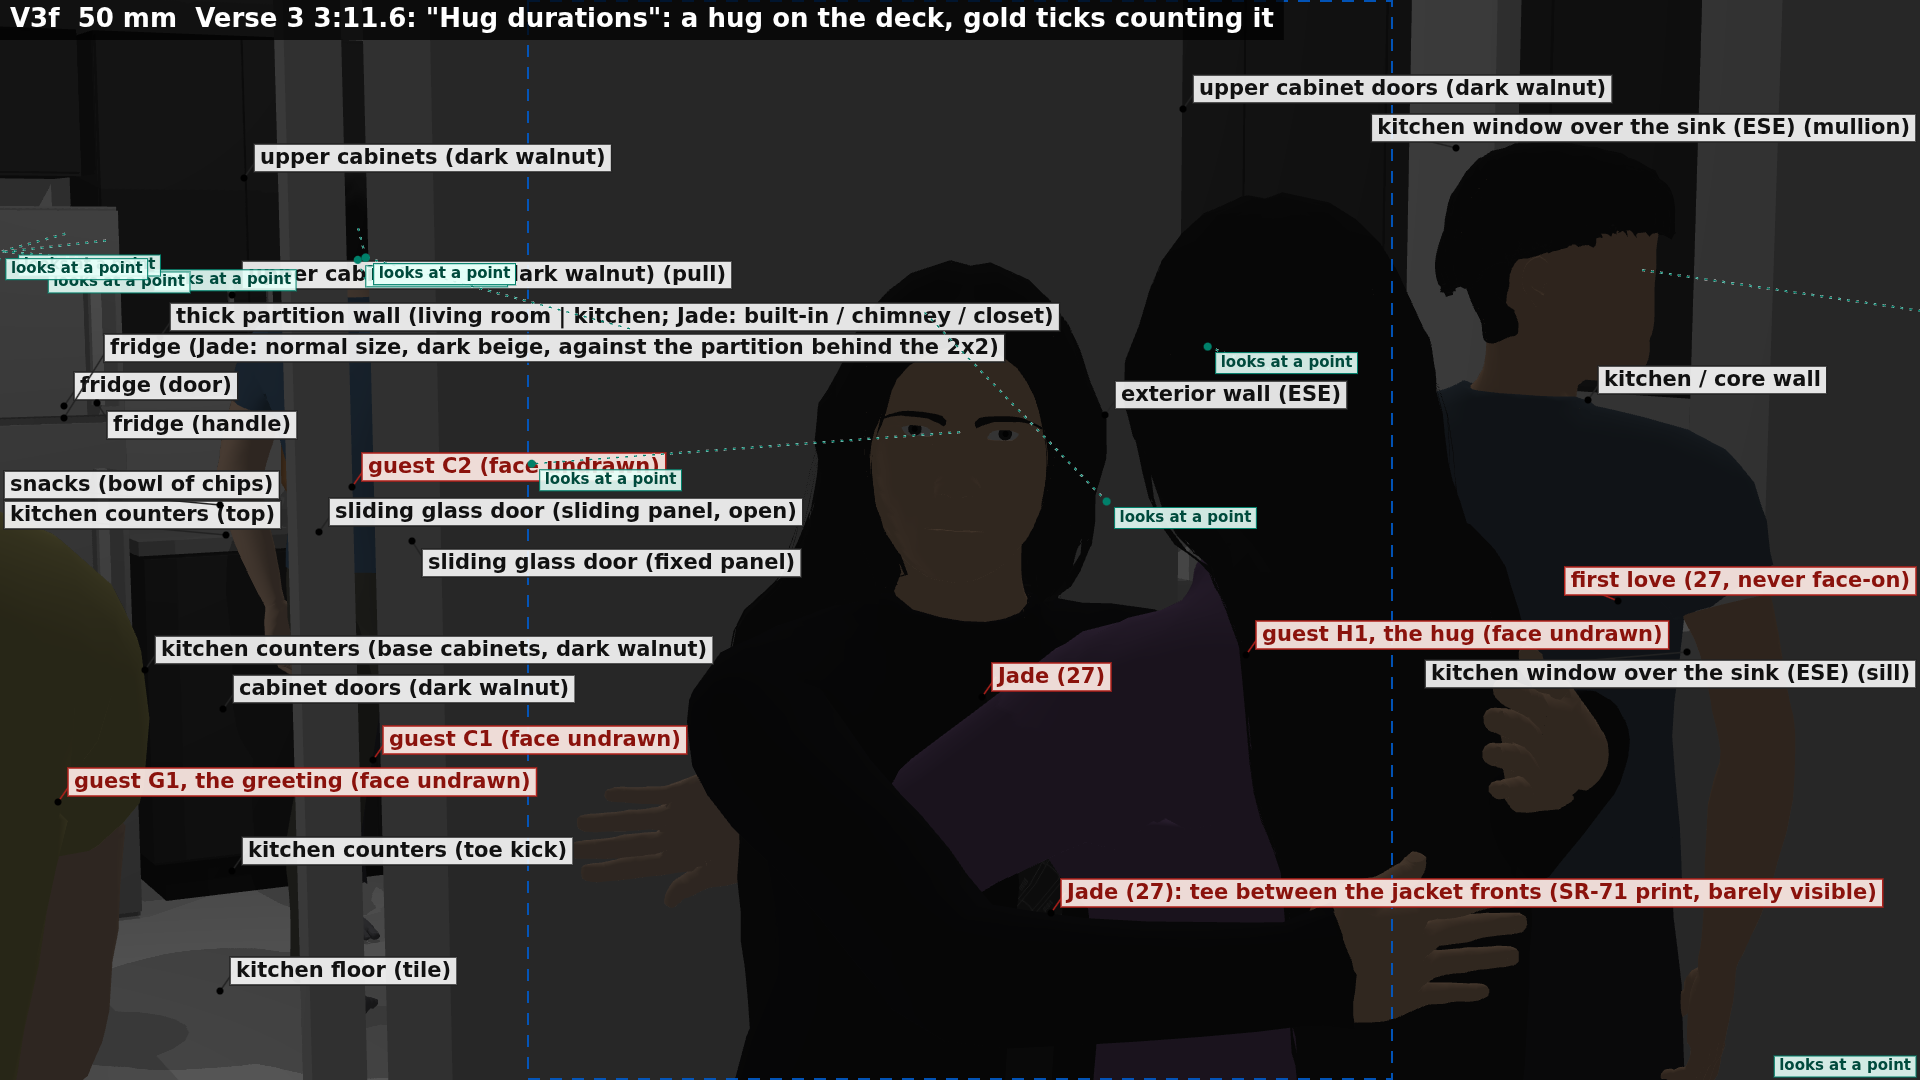 V3f 50 mm Verse 3 3:11.6: "Hug durations": a hug on the deck, gold ticks counting it
upper cabinet doors (dark walnut)
kitchen window over the sink (ESE) (mullion)
upper cabinets (dark walnut)
looks at a point
looks at a point
looks at a point
dark walnut) (pull)
thick partition wall (living room | kitchen; Jade: built-in / chimney / closet)
fridge (Jade: normal size, dark beige, against the partition behind the 2x2)
looks at a point
fridge (door)
exterior wall (ESE)
kitchen / core wall
fridge (handle)
guest C2 (face undrawn)
looks at a point
snacks (bowl of chips)
kitchen counters (top)
sliding glass door (sliding panel, open)
looks at a point
sliding glass door (fixed panel)
first love (27, never face-on)
guest H1, the hug (face undrawn)
kitchen counters (base cabinets, dark walnut)
Jade (27)
kitchen window over the sink (ESE) (sill)
cabinet doors (dark walnut)
guest C1 (face undrawn)
guest G1, the greeting (face undrawn)
kitchen counters (toe kick)
Jade (27): tee between the jacket fronts (SR-71 print, barely visible)
kitchen floor (tile)
looks at a point